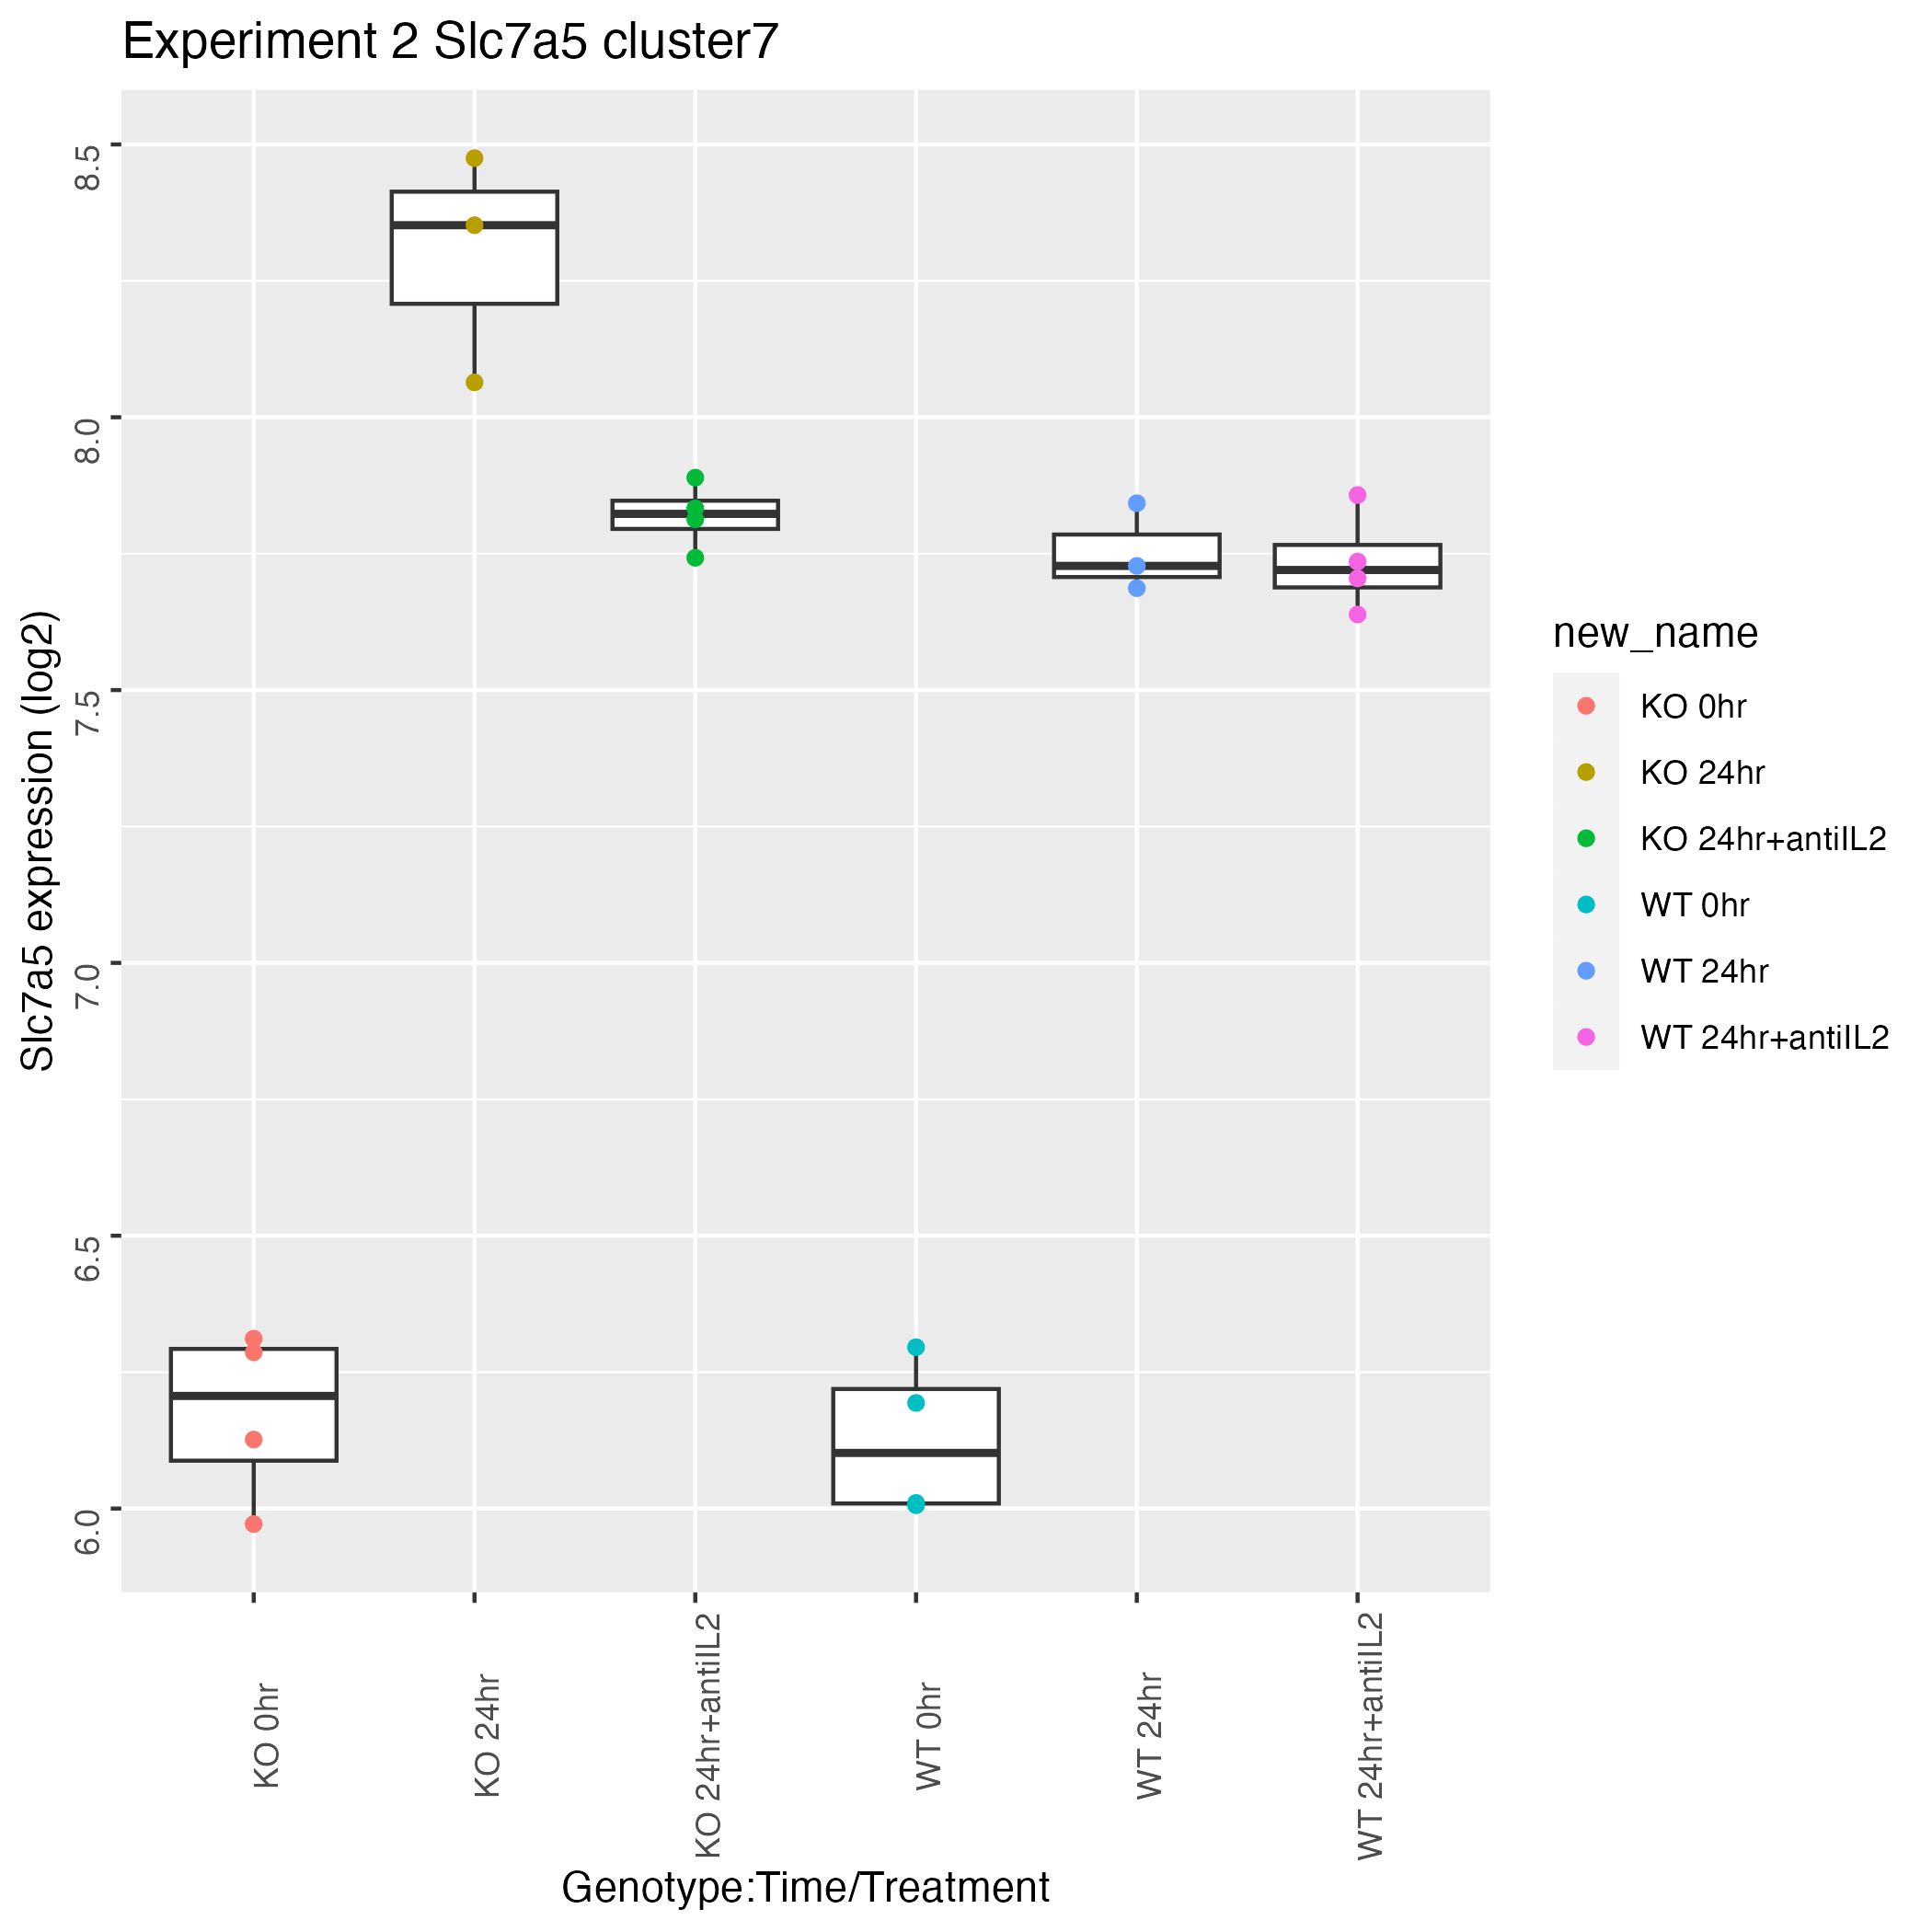 Experiment 2 Slc7a5 cluster7
Slc7a5 expression (log2)
8.5
8.0
7.5
7.0
6.5
6.0
KO 0hr
KO 24hr
KO 24hr+antiIL2
WT 0hr
WT 24hr
WT 24hr+antiIL2
Genotype:Time/Treatment
new_name
KO 0hr
KO 24hr
KO 24hr+antiIL2
WT 0hr
WT 24hr
WT 24hr+antiIL2